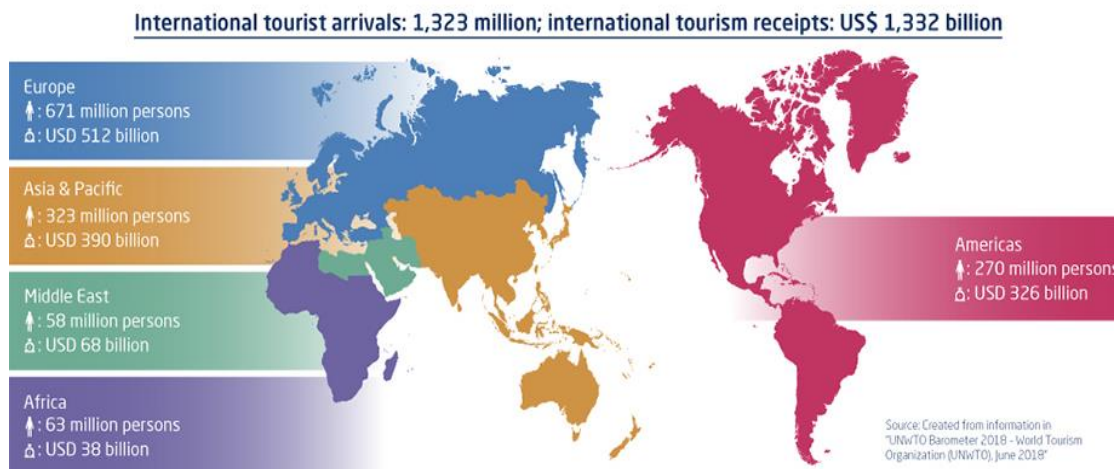 International tourist arrivals: 1,323 million; international tourism receipts: US$ 1,332 billion
Europe
: 671 million persons
: USD 512 billion
Asia & Pacific
: 323 million persons
: USD 390 billion
Middle East
: 58 million persons
: USD 68 billion
Africa
: 63 million persons
: USD 38 billion
Americas
: 270 million persons
: USD 326 billion
Source: Created from information in
"UNWTO Barometer 2018 - World Tourism
Organization (UNWTO), June 2018"